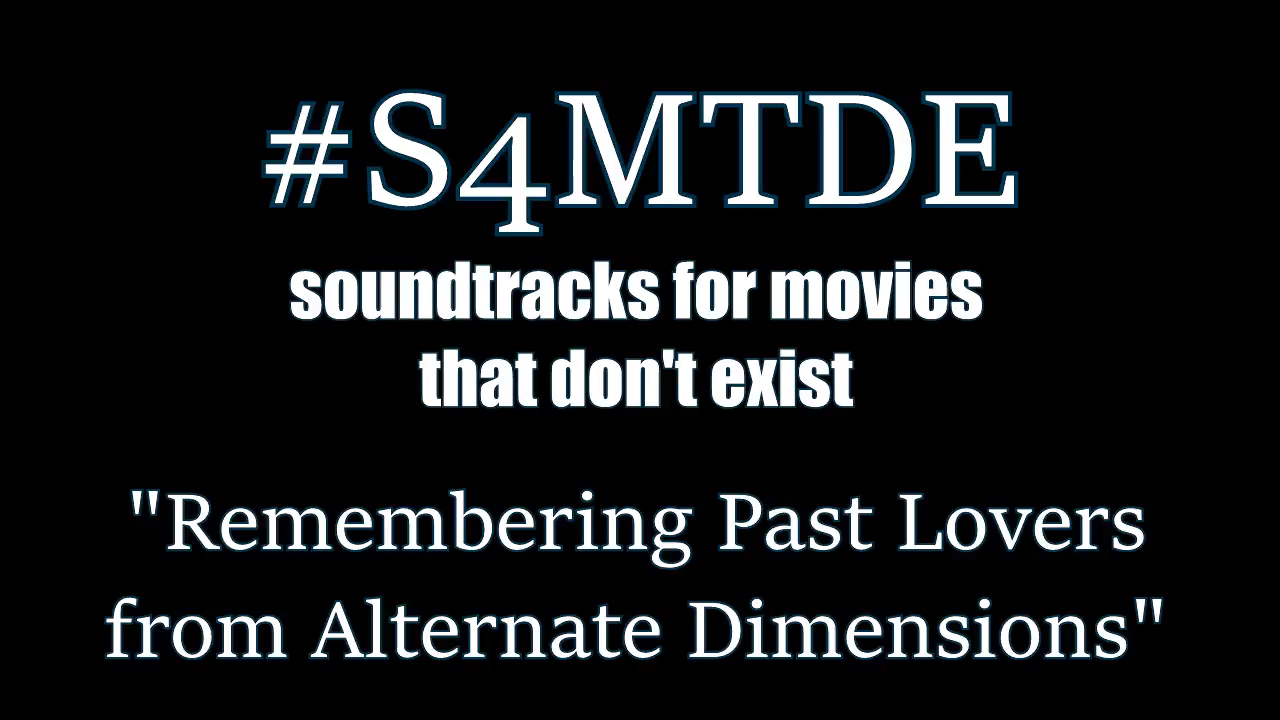 #S4MTDE
soundtracks for movies
that don't exist
"Remembering Past Lovers
from Alternate Dimensions"